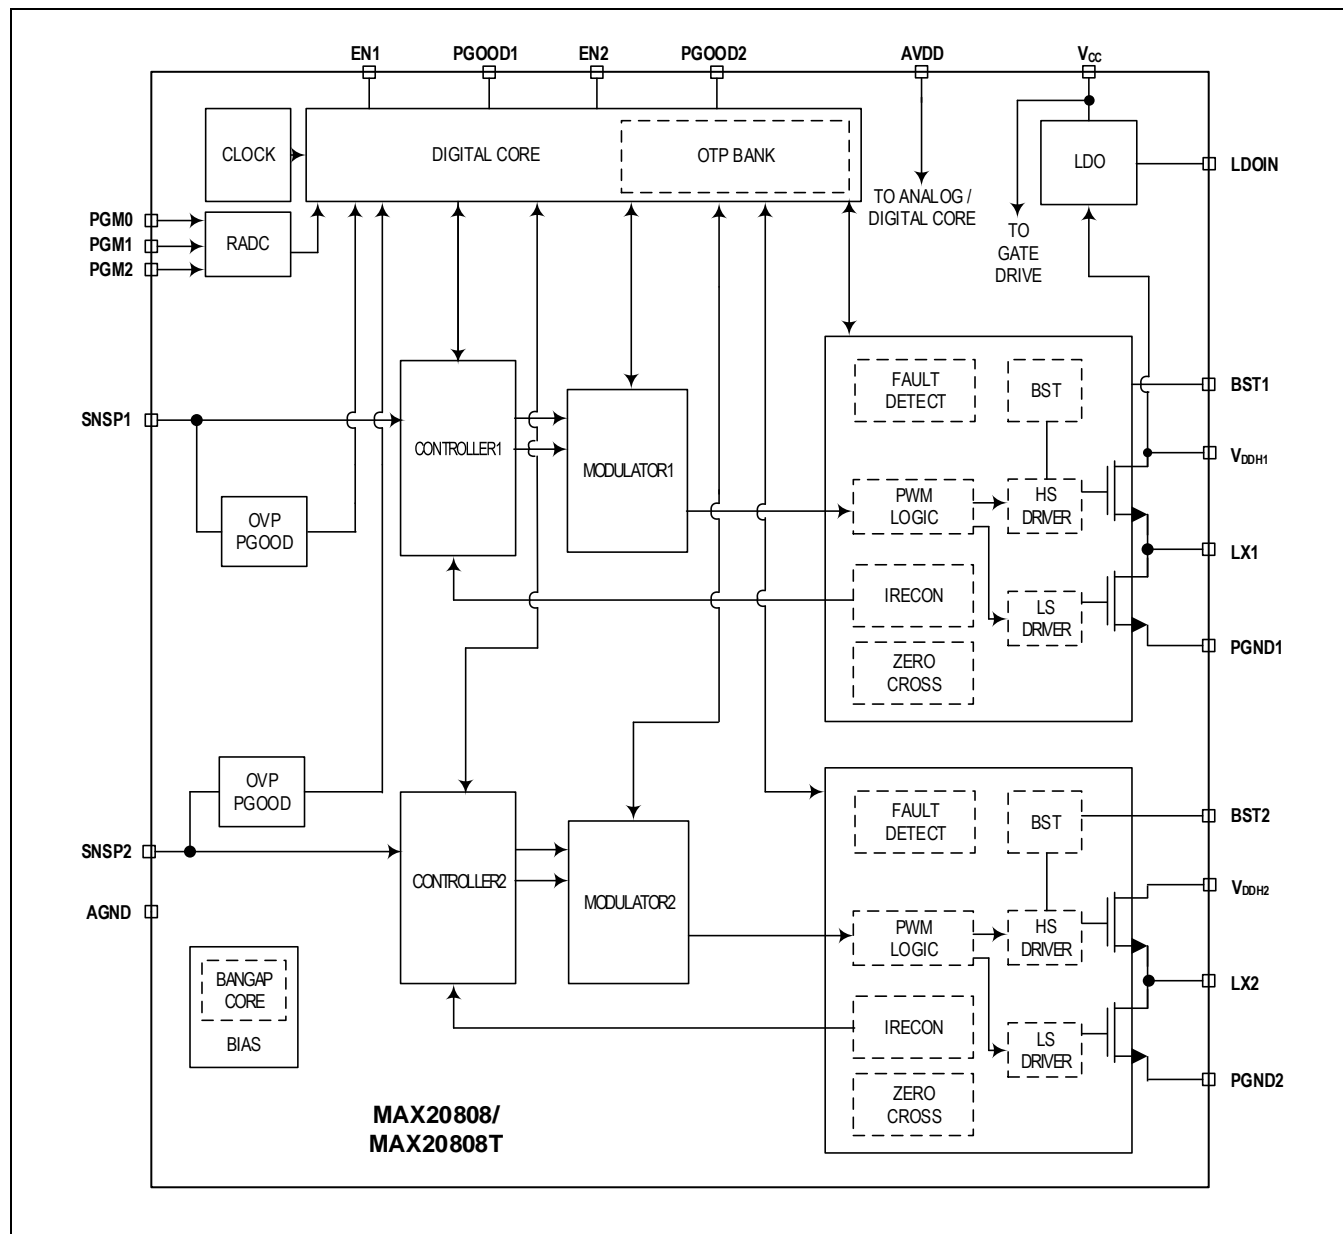 EN1
PGOOD1
EN2
PGOOD2
AVDD
VCC
CLOCK
DIGITAL CORE
OTP BANK
LDO
LDOIN
TO ANALOG /
DIGITAL CORE
TO
GATE
DRIVE
PGM0
PGM1
PGM2
RADC
SNSP1
OVP
PGOOD
CONTROLLER1
MODULATOR1
FAULT
DETECT
BST
BST1
VDDH1
PWM
LOGIC
HS
DRIVER
LX1
IRECON
LS
DRIVER
PGND1
ZERO
CROSS
OVP
PGOOD
SNSP2
AGND
CONTROLLER2
MODULATOR2
FAULT
DETECT
BST
BST2
VDDH2
PWM
LOGIC
HS
DRIVER
LX2
IRECON
LS
DRIVER
PGND2
ZERO
CROSS
BANGAP
CORE
BIAS
MAX20808/
MAX20808T